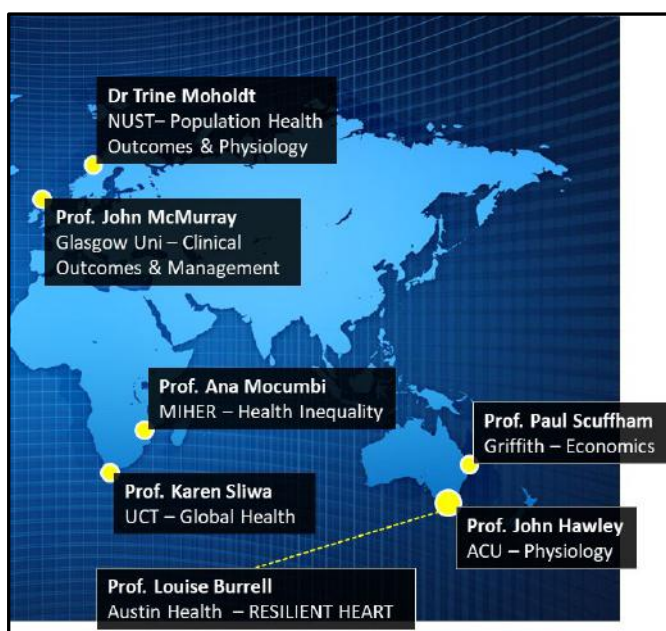 Dr Trine Moholdt
NUST– Population Health
Outcomes & Physiology
Prof. John McMurray
Glasgow Uni – Clinical
Outcomes & Management
Prof. Ana Mocumbi
MIHER – Health Inequality
Prof. Paul Scuffham
Griffith – Economics
Prof. Karen Sliwa
UCT – Global Health
Prof. John Hawley
ACU – Physiology
Prof. Louise Burrell
Austin Health – RESILIENT HEART